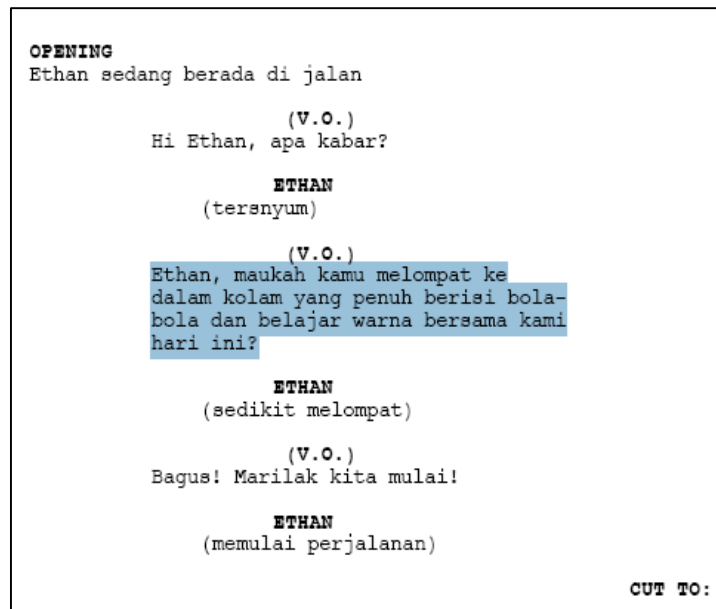 OPENING
Ethan sedang berada di jalan
(V.O.)
Hi Ethan, apa kabar?
ETHAN
(tersnyum)
(V.O.)
Ethan, maukah kamu melompat ke
dalam kolam yang penuh berisi bola-
bola dan belajar warna bersama kami
hari ini?
ETHAN
(sedikit melompat)
(V.O.)
Bagus! Marilak kita mulai!
ETHAN
(memulai perjalanan)
CUT TO: